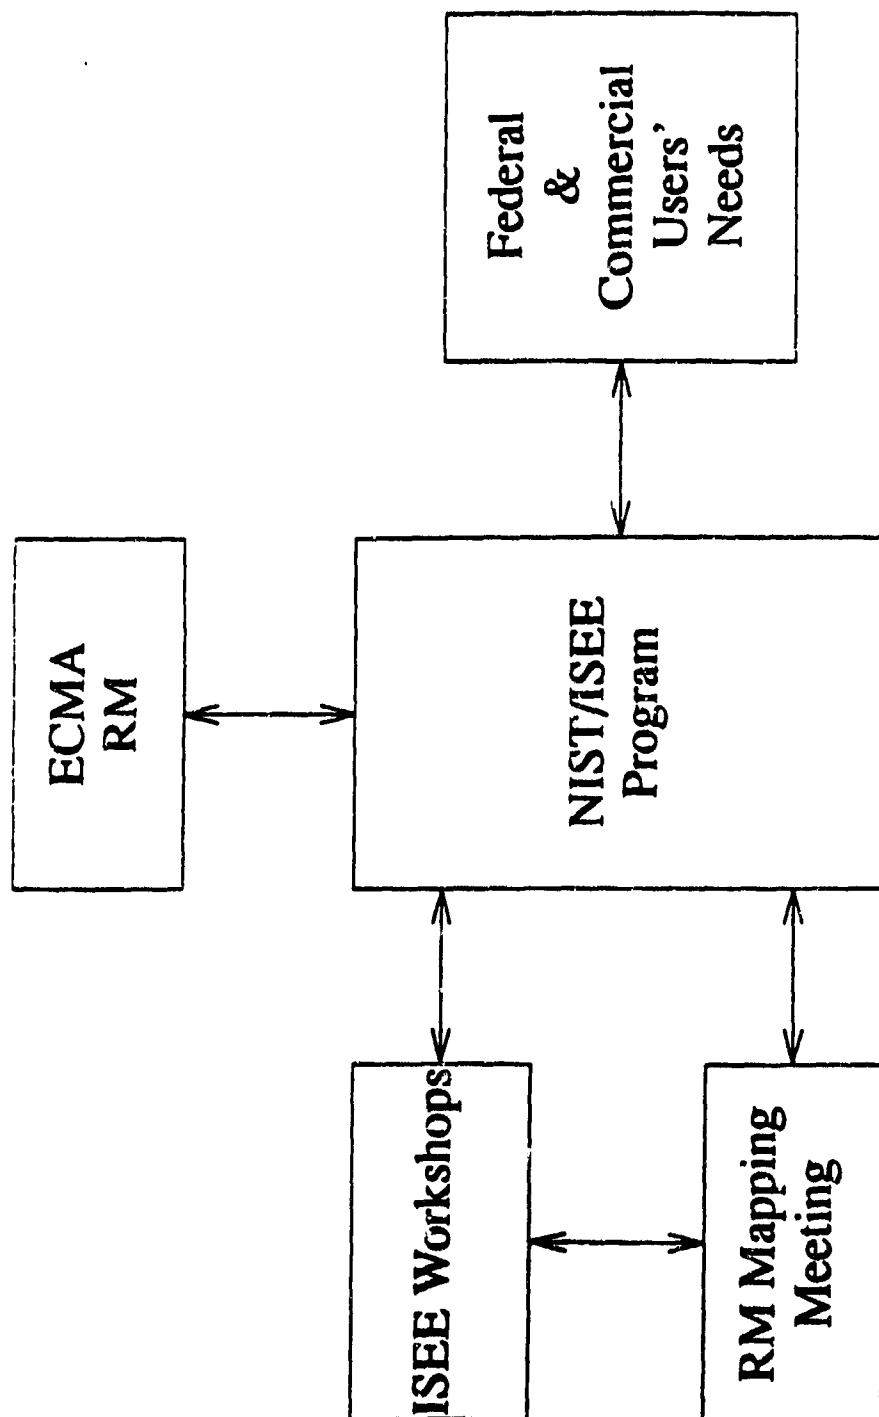 ECMA
RM
ISEE Workshops
NIST/ISEE
Program
Federal
&
Commercial
Users'
Needs
RM Mapping
Meeting